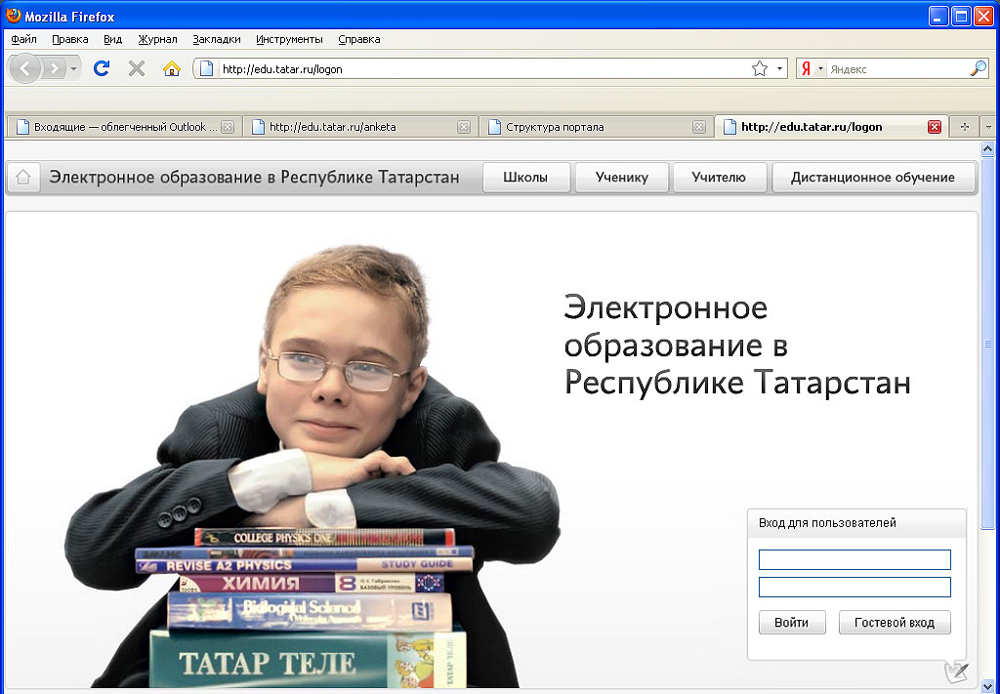 Mozilla Firefox
Файл Правка Вид Журнал Закладки Инструменты Справка
http://edu.tatar.ru/logon
Я Яндекс
Входящие — облегченный Outlook ...
http://edu.tatar.ru/anketa
Структура портала
http://edu.tatar.ru/logon
Электронное образование в Республике Татарстан
Школы
Ученику
Учителю
Дистанционное обучение
Электронное
образование в
Республике Татарстан
Вход для пользователей
Войти
Гостевой вход
COLLEGE PHYSICS ONE
REVISE A2 PHYSICS STUDY GUIDE
ХИМИЯ 8 О.С. Габриелян
БАЗОВЫЙ УРОВЕНЬ
Biological Science
ТАТАР ТЕЛЕ
ТАТАР ТЕЛЕ